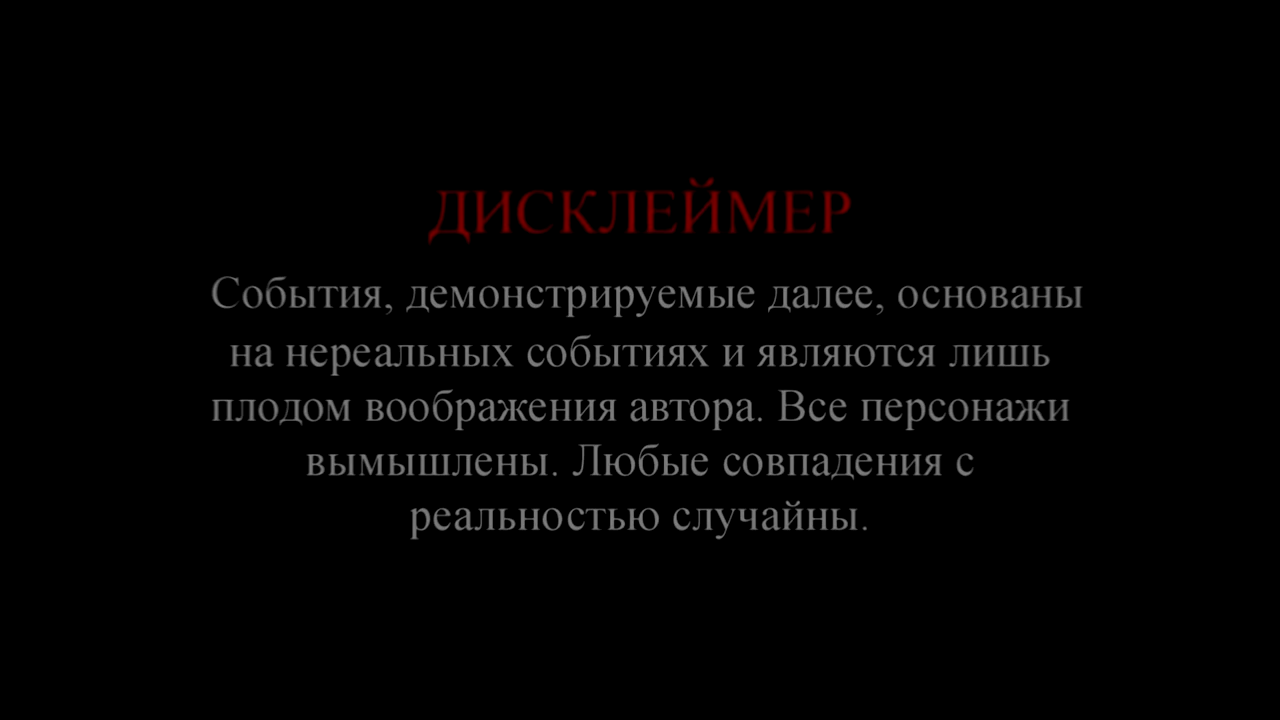 ДИСКЛЕЙМЕР
События, демонстрируемые далее, основаны
на нереальных событиях и являются лишь
плодом воображения автора. Все персонажи
вымышлены. Любые совпадения с
реальностью случайны.